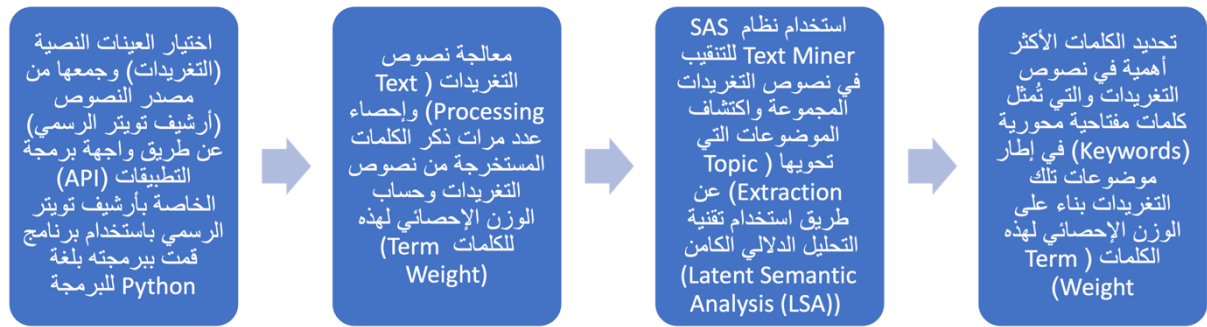 اختيار العينات النصية
(التغريدات) وجمعها من
مصدر النصوص
(أرشيف تويتر الرسمي)
عن طريق واجهة برمجة
التطبيقات (API)
الخاصة بأرشيف تويتر
الرسمي باستخدام برنامج
قمت ببرمجته بلغة
Python للبرمجة
معالجة نصوص
التغريدات (Text
Processing) وإحصاء
عدد مرات ذكر الكلمات
المستخرجة من نصوص
التغريدات وحساب
الوزن الإحصائي لهذه
للكلمات (Term
Weight)
استخدام نظام SAS
Text Miner للتنقيب
في نصوص التغريدات
المجموعة واكتشاف
الموضوعات التي
تحويها (Topic
Extraction) عن
طريق استخدام تقنية
التحليل الدلالي الكامن
(Latent Semantic
Analysis (LSA))
تحديد الكلمات الأكثر
أهمية في نصوص
التغريدات والتي تُمثل
كلمات مفتاحية محورية
(Keywords) في إطار
موضوعات تلك
التغريدات بناء على
الوزن الإحصائي لهذه
الكلمات (Term
Weight)